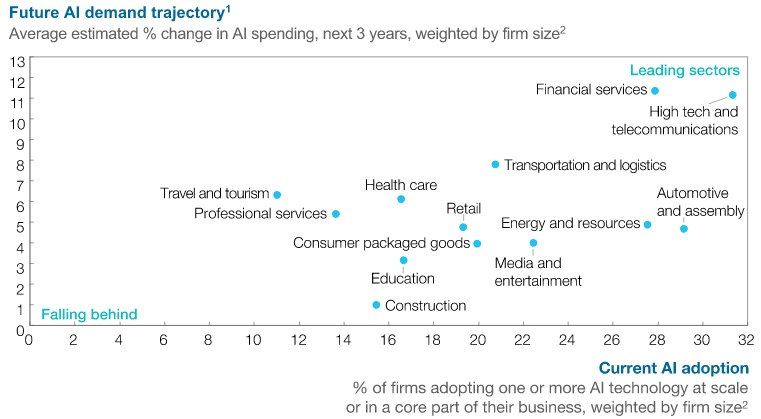 Future AI demand trajectory¹
Average estimated % change in AI spending, next 3 years, weighted by firm size²
13
12
11
10
9
8
7
6
5
4
3
2
1
0
Leading sectors
Financial services
High tech and
telecommunications
Transportation and logistics
Travel and tourism
Health care
Professional services
Retail
Automotive
and assembly
Energy and resources
Consumer packaged goods
Media and
entertainment
Education
Construction
Falling behind
0 2 4 6 8 10 12 14 16 18 20 22 24 26 28 30 32
Current AI adoption
% of firms adopting one or more AI technology at scale
or in a core part of their business, weighted by firm size²